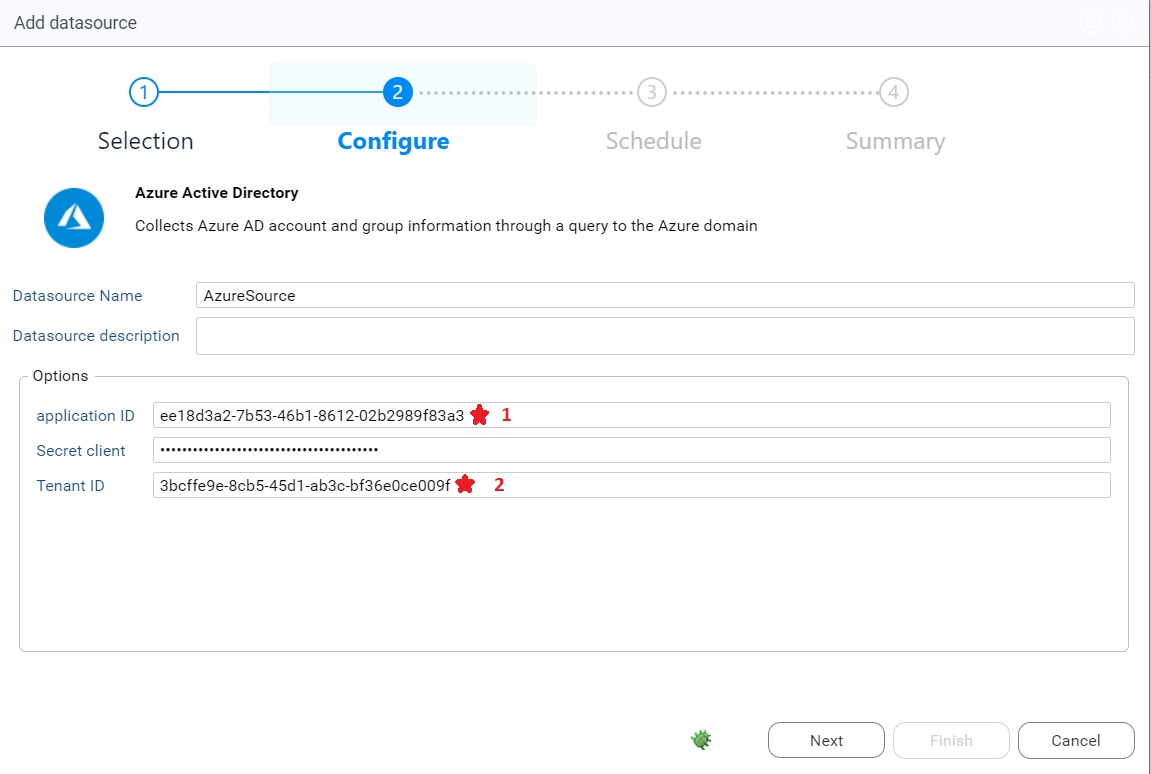 Add datasource
1 2 3 4
Selection Configure Schedule Summary
Azure Active Directory
Collects Azure AD account and group information through a query to the Azure domain
Datasource Name AzureSource
Datasource description
Options
application ID ee18d3a2-7b53-46b1-8612-02b2989f83a3 1
Secret client ••••••••••••••••••••••••••••••••••••••••
Tenant ID 3bcffe9e-8cb5-45d1-ab3c-bf36e0ce009f 2
Next Finish Cancel